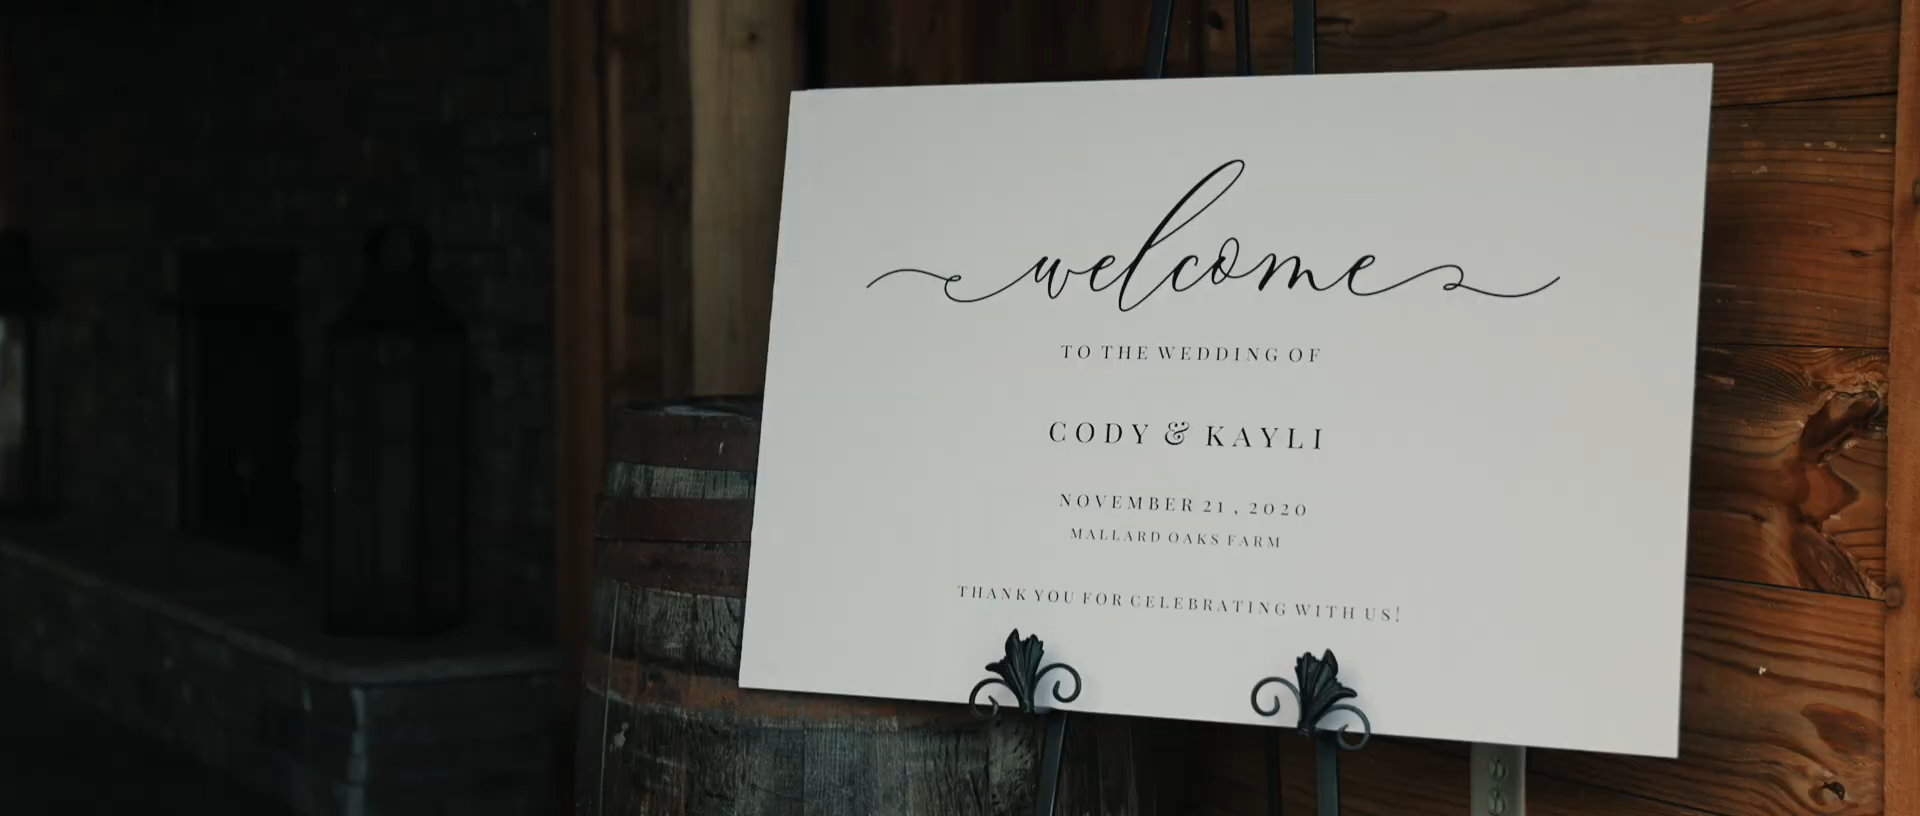 welcome
TO THE WEDDING OF
CODY & KAYLI
NOVEMBER 21, 2020
MALLARD OAKS FARM
THANK YOU FOR CELEBRATING WITH US!